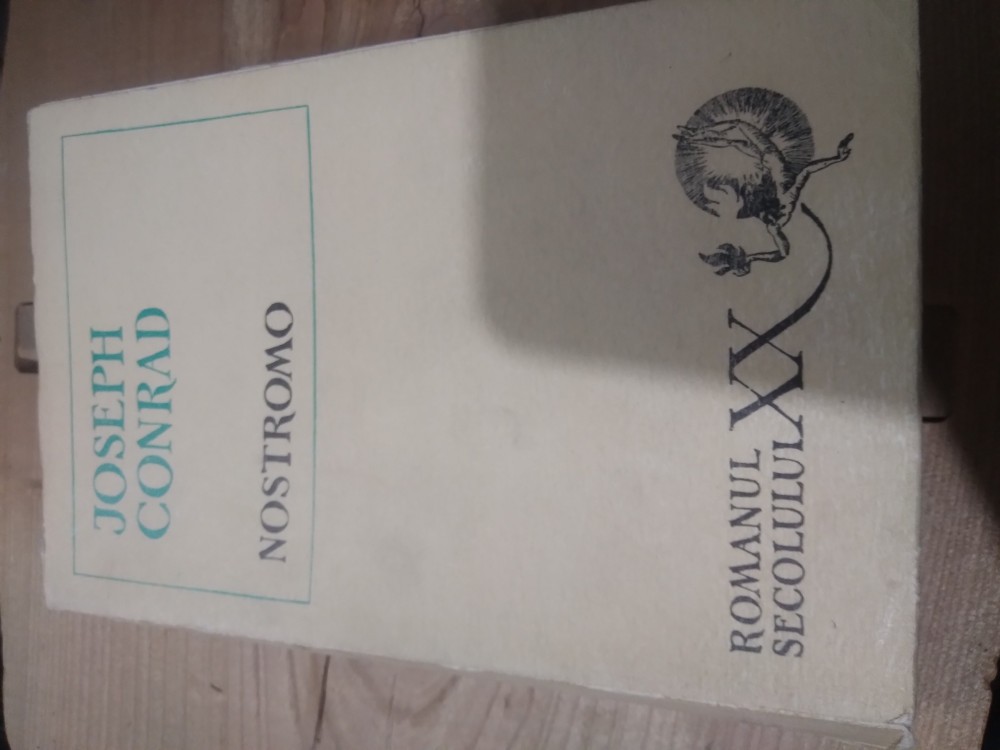 JOSEPH
CONRAD
NOSTROMO
ROMANUL
SECOLULUI XX